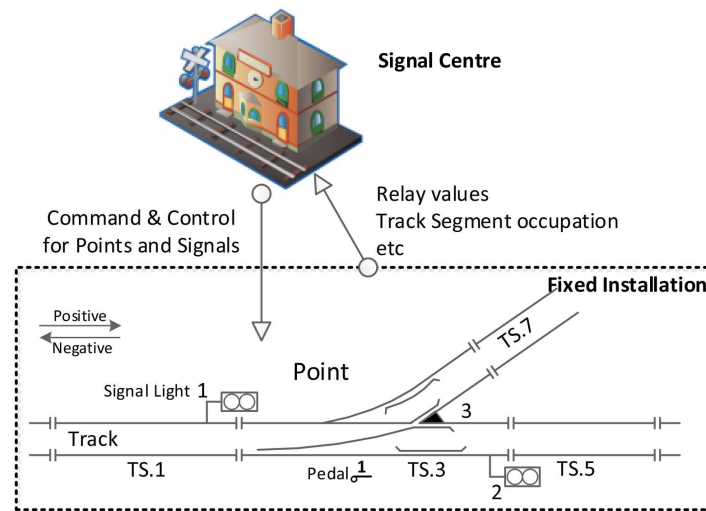 Signal Centre
Command & Control
for Points and Signals
Relay values
Track Segment occupation
etc
Fixed Installation
Positive
Negative
TS.7
Point
Signal Light 1
3
Track
TS.1
Pedal 1
TS.3
TS.5
2